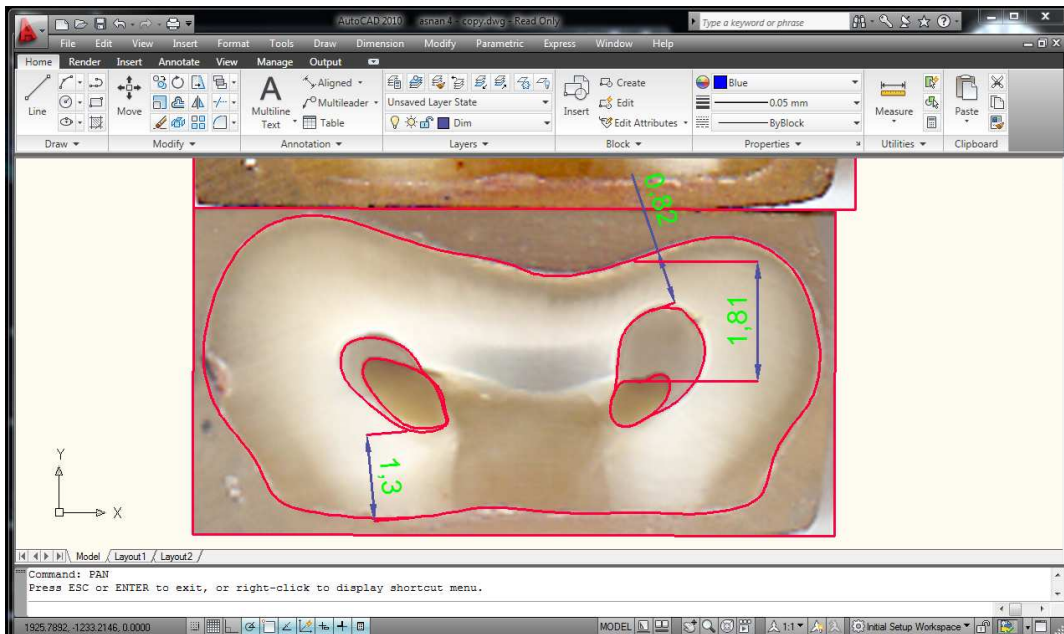 AutoCAD 2010 asnan 4 - copy.dwg - Read Only
Type a keyword or phrase
File Edit View Insert Format Tools Draw Dimension Modify Parametric Express Window Help
Home Render Insert Annotate View Manage Output
Line
Move
A
Multiline
Text
Aligned
Multileader
Table
Unsaved Layer State
Dim
Insert
Create
Edit
Edit Attributes
Blue
0.05 mm
ByBlock
Measure
Paste
Draw Modify Annotation Layers Block Properties Utilities Clipboard
0,82
1,81
1,3
Y
X
Model Layout1 Layout2
Command: PAN
Press ESC or ENTER to exit, or right-click to display shortcut menu.
1925.7892, -1233.2146, 0.0000 MODEL 1:1 Initial Setup Workspace